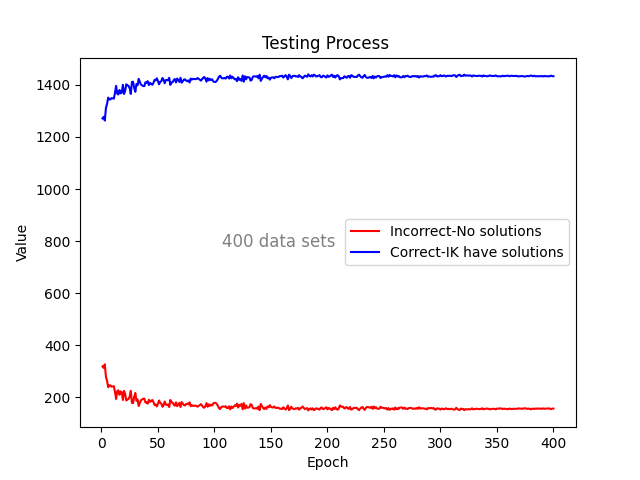 Testing Process
1400
1200
1000
800
600
400
200
Value
400 data sets
Incorrect-No solutions
Correct-IK have solutions
0 50 100 150 200 250 300 350 400
Epoch